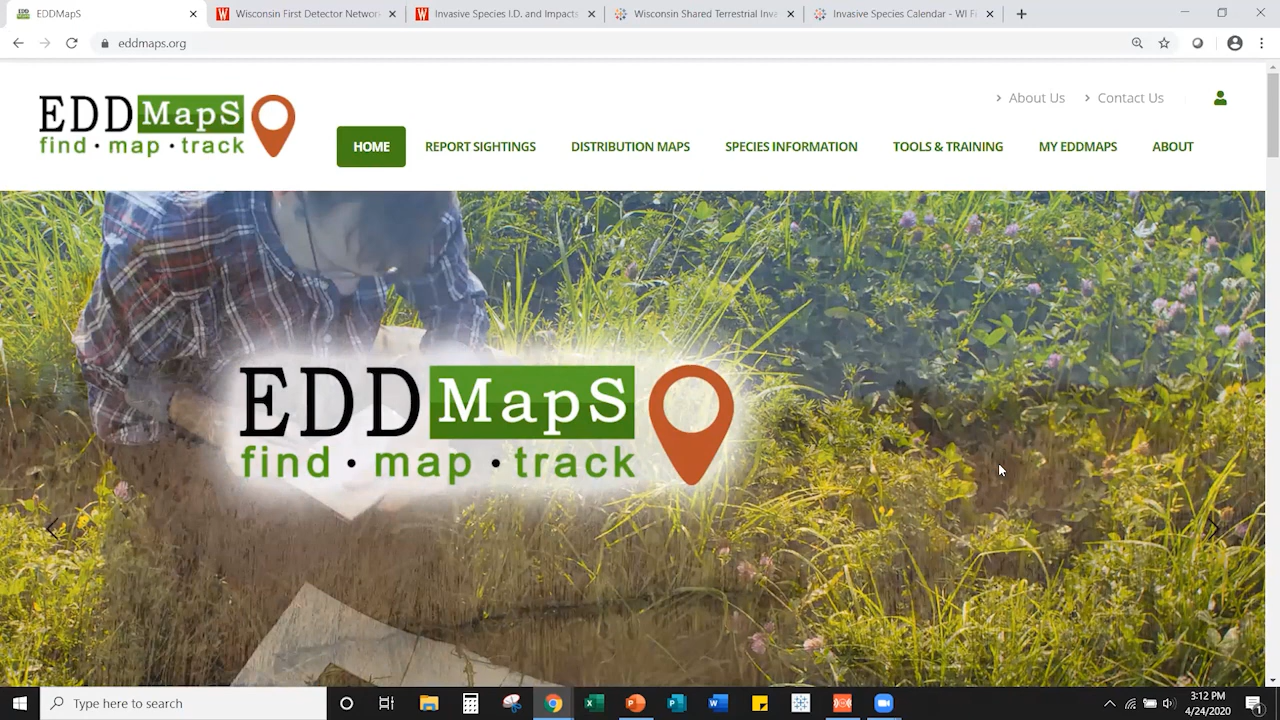 EDDMapS
Wisconsin First Detector Network
Invasive Species I.D. and Impacts
Wisconsin Shared Terrestrial Inva
Invasive Species Calendar - WI Fi
eddmaps.org
About Us
Contact Us
EDDMapS
find · map · track
HOME
REPORT SIGHTINGS
DISTRIBUTION MAPS
SPECIES INFORMATION
TOOLS & TRAINING
MY EDDMAPS
ABOUT
EDDMapS
find · map · track
Type here to search
3:12 PM
4/24/2020